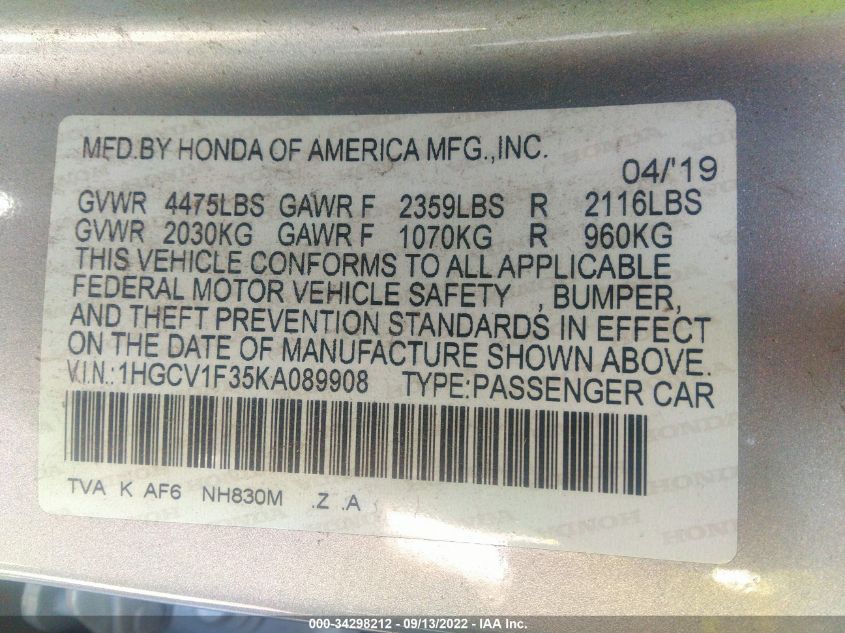 MFD.BY HONDA OF AMERICA MFG.,INC.
04/'19
GVWR 4475LBS GAWR F 2359LBS R 2116LBS
GVWR 2030KG GAWR F 1070KG R 960KG
THIS VEHICLE CONFORMS TO ALL APPLICABLE
FEDERAL MOTOR VEHICLE SAFETY , BUMPER,
AND THEFT PREVENTION STANDARDS IN EFFECT
ON THE DATE OF MANUFACTURE SHOWN ABOVE.
V.I.N.:1HGCV1F35KA089908 TYPE:PASSENGER CAR
TVA K AF6 NH830M .Z .A
000-34298212 - 09/13/2022 - IAA Inc.